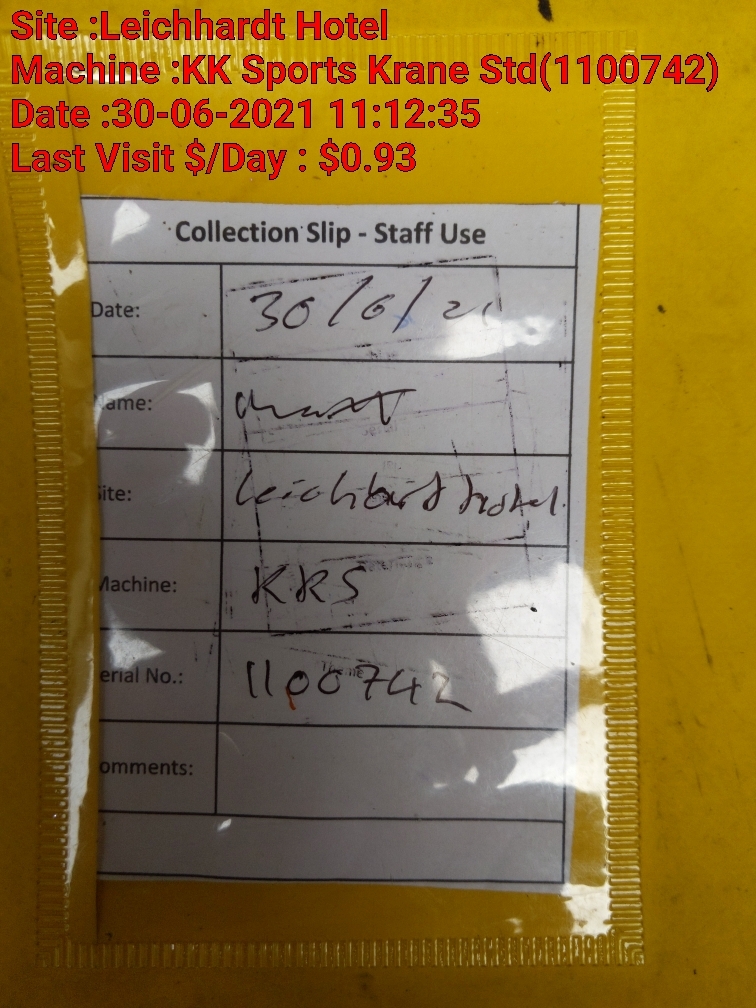 Site :Leichhardt Hotel
Machine :KK Sports Krane Std(1100742)
Date :30-06-2021 11:12:35
Last Visit $/Day : $0.93
Collection Slip - Staff Use
Date: 30/6/21
ame: matt
ite: Leichhardt hotel
Machine: KKS
erial No.: 1100742
omments: